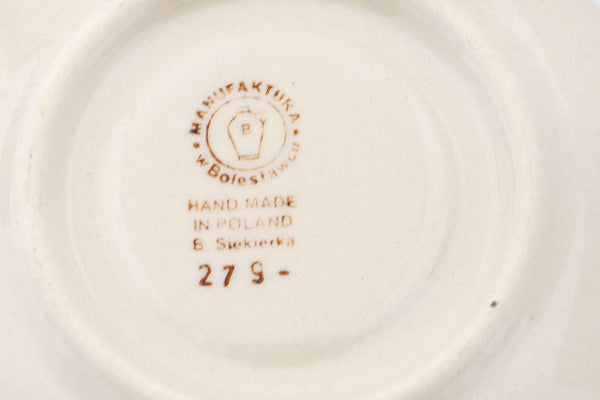 MANUFAKTURA
w Bolesławcu
B
HAND MADE
IN POLAND
B. Siekierka
279-